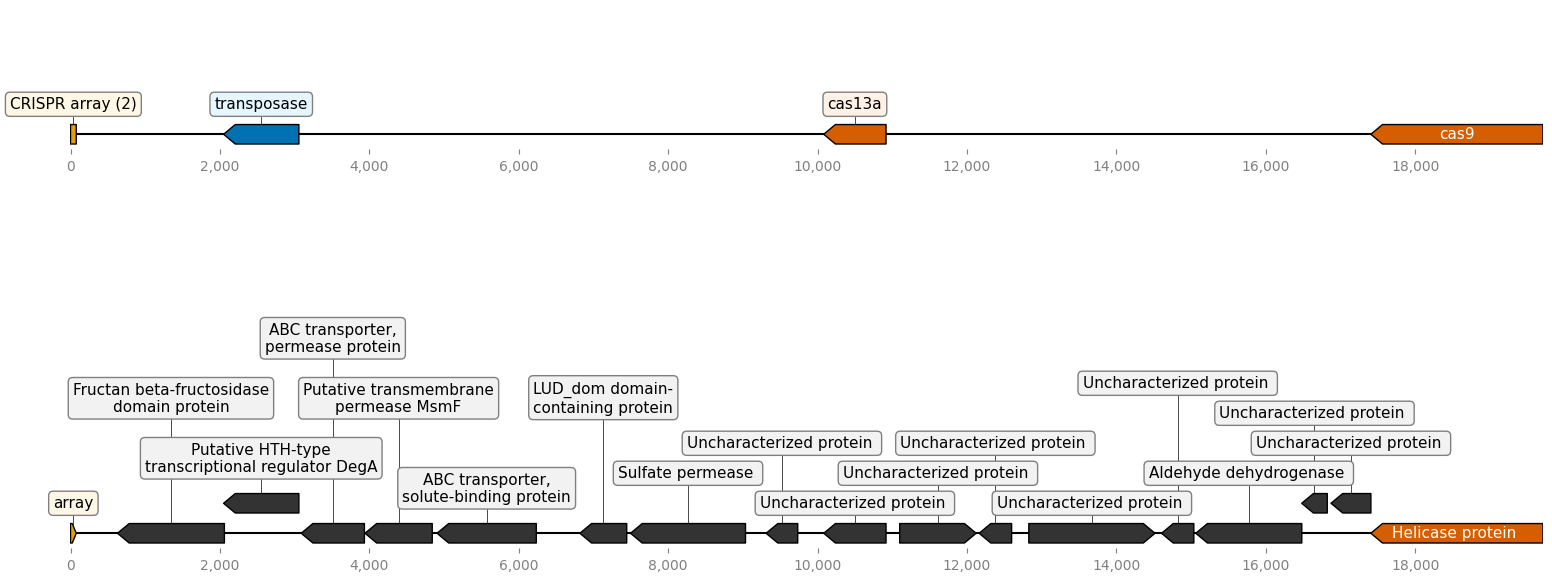 CRISPR array (2)
transposase
cas13a
cas9
0
2,000
4,000
6,000
8,000
10,000
12,000
14,000
16,000
18,000
ABC transporter,
permease protein
Fructan beta-fructosidase
domain protein
Putative transmembrane
permease MsmF
LUD_dom domain-
containing protein
Uncharacterized protein
Uncharacterized protein
Putative HTH-type
transcriptional regulator DegA
Uncharacterized protein
Uncharacterized protein
Uncharacterized protein
ABC transporter,
solute-binding protein
Sulfate permease
Uncharacterized protein
Aldehyde dehydrogenase
array
Uncharacterized protein
Uncharacterized protein
Helicase protein
0
2,000
4,000
6,000
8,000
10,000
12,000
14,000
16,000
18,000